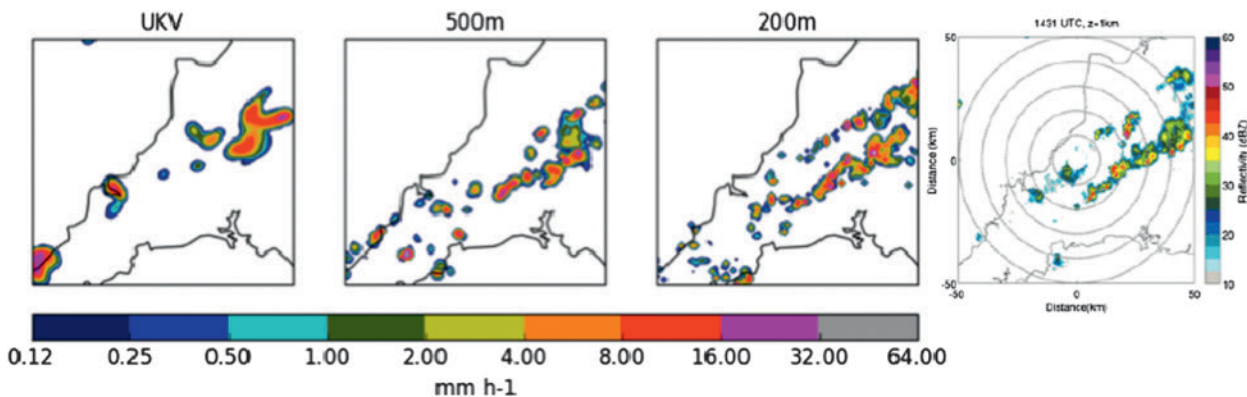 UKV
500m
200m
1431 UTC, z=1km
50
0
-50
Distance (km)
-50
0
50
Distance(km)
60
50
40
30
20
10
Reflectivity (dBZ)
0.12
0.25
0.50
1.00
2.00
4.00
8.00
16.00
32.00
64.00
mm h-1